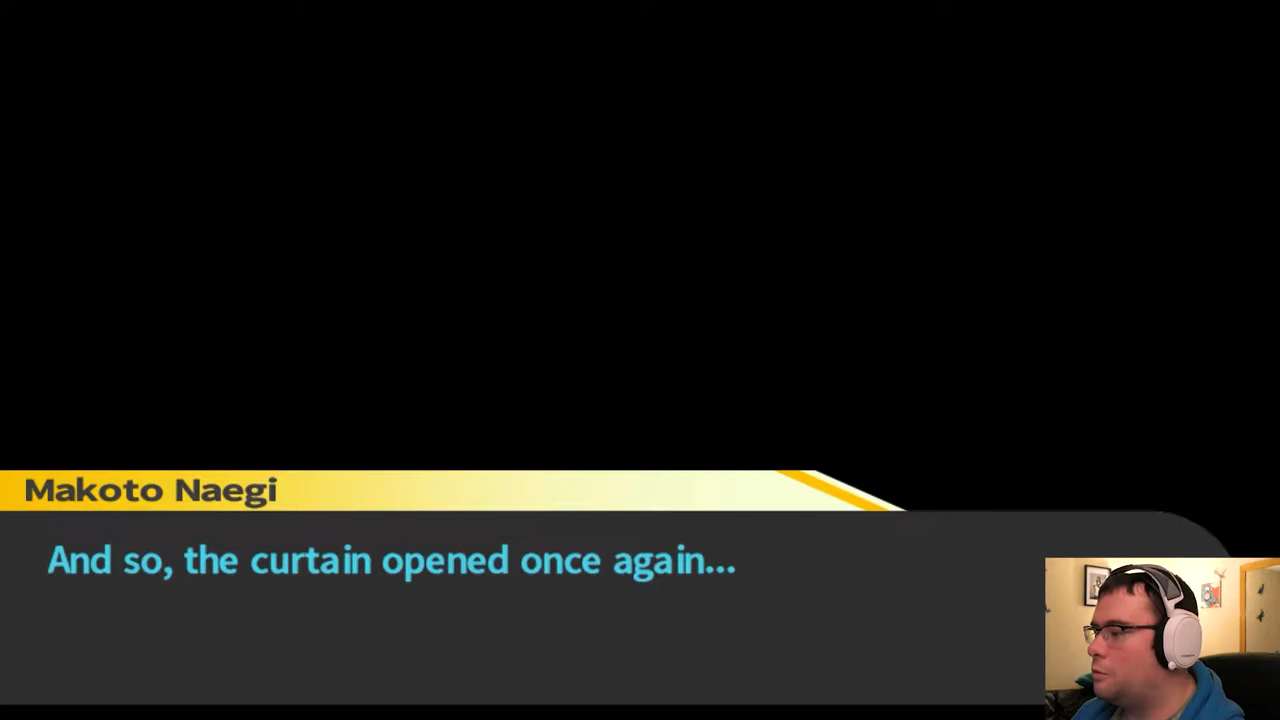 Makoto Naegi
And so, the curtain opened once again...